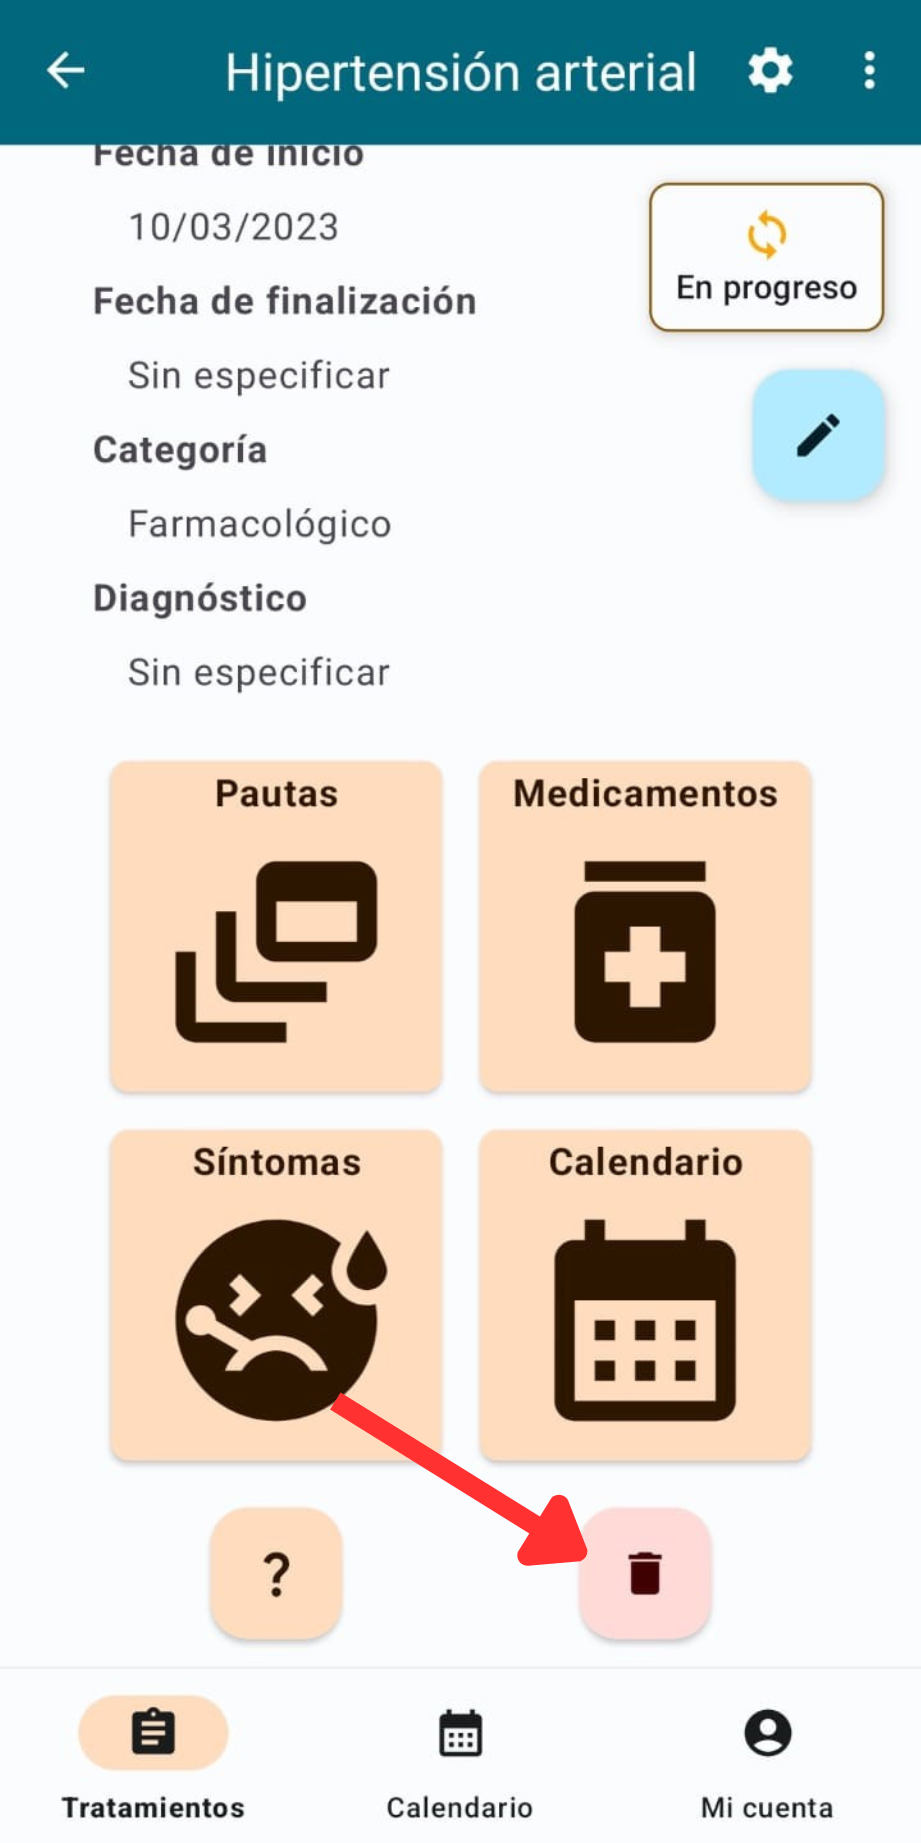 Hipertensión arterial
Fecha de inicio
10/03/2023
En progreso
Fecha de finalización
Sin especificar
Categoría
Farmacológico
Diagnóstico
Sin especificar
Pautas
Medicamentos
Síntomas
Calendario
?
Tratamientos
Calendario
Mi cuenta